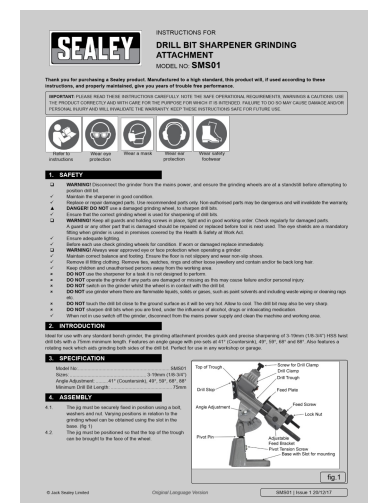 SEALEY
INSTRUCTIONS FOR
DRILL BIT SHARPENER GRINDING
ATTACHMENT
MODEL NO: SMS01
Thank you for purchasing a Sealey product. Manufactured to a high standard, this product will, if used according to these
instructions, and properly maintained, give you years of trouble free performance.
IMPORTANT: PLEASE READ THESE INSTRUCTIONS CAREFULLY. NOTE THE SAFE OPERATIONAL REQUIREMENTS, WARNINGS & CAUTIONS. USE
THE PRODUCT CORRECTLY AND WITH CARE FOR THE PURPOSE FOR WHICH IT IS INTENDED. FAILURE TO DO SO MAY CAUSE DAMAGE AND/OR
PERSONAL INJURY AND WILL INVALIDATE THE WARRANTY. KEEP THESE INSTRUCTIONS SAFE FOR FUTURE USE.
Refer to
instructions
Wear eye
protection
Wear a mask
Wear ear
protection
Wear safety
footwear
1. SAFETY
❑ WARNING! Disconnect the grinder from the mains power, and ensure the grinding wheels are at a standstill before attempting to
position drill bit.
✓ Maintain the sharpener in good condition.
✓ Replace or repair damaged parts. Use recommended parts only. Non-authorised parts may be dangerous and will invalidate the warranty.
▲ DANGER! DO NOT use a damaged grinding wheel, to sharpen drill bits.
✓ Ensure that the correct grinding wheel is used for sharpening of drill bits.
❑ WARNING! Keep all guards and holding screws in place, tight and in good working order. Check regularly for damaged parts.
A guard or any other part that is damaged should be repaired or replaced before tool is next used. The eye shields are a mandatory
fitting when grinder is used in premises covered by the Health & Safety at Work Act.
✓ Ensure adequate lighting.
✓ Before each use check grinding wheels for condition. If worn or damaged replace immediately.
❑ WARNING! Always wear approved eye or face protection when operating a grinder.
✓ Maintain correct balance and footing. Ensure the floor is not slippery and wear non-slip shoes.
✓ Remove ill fitting clothing. Remove ties, watches, rings and other loose jewellery and contain and/or tie back long hair.
✓ Keep children and unauthorised persons away from the working area.
✗ DO NOT use the sharpener for a task it is not designed to perform.
✗ DO NOT operate the grinder if any parts are damaged or missing as this may cause failure and/or personal injury.
✗ DO NOT switch on the grinder whilst the wheel is in contact with the drill bit.
✗ DO NOT use grinder where there are flammable liquids, solids or gases, such as paint solvents and including waste wiping or cleaning rags
etc.
✗ DO NOT touch the drill bit close to the ground surface as it will be very hot. Allow to cool. The drill bit may also be very sharp.
✗ DO NOT sharpen drill bits when you are tired, under the influence of alcohol, drugs or intoxicating medication.
✓ When not in use switch off the grinder, disconnect from the mains power supply and clean the machine and working area.
2. INTRODUCTION
Ideal for use with any standard bench grinder, the grinding attachment provides quick and precise sharpening of 3-19mm (1/8-3/4") HSS twist
drill bits with a 75mm minimum length. Features an angle gauge with pre sets at 41° (Countersink), 49°, 59°, 68° and 88°. Also features a
rotating neck which aids grinding both sides of the drill bit. Perfect for use in any workshop or garage.
3. SPECIFICATION
Model No SMS01
Sizes 3-19mm (1/8-3/4")
Angle Adjustment 41° (Countersink), 49°, 59°, 68°, 88°
Minimum Drill Bit Length 75mm
4. ASSEMBLY
4.1. The jig must be securely fixed in position using a bolt,
washers and nut. Varying positions in relation to the
grinding wheel can be obtained using the slot in the
base. (fig 1)
4.2. The jig must be positioned so that the top of the trough
can be brought to the face of the wheel.
Top of Trough
Screw for Drill Clamp
Drill Clamp
Drill Trough
Drill Stop
Feed Plate
Angle Adjustment
Feed Screw
Lock Nut
Pivot Pin
Adjustable
Feed Bracket
Pivot Tension Screw
Base with Slot for mounting
fig.1
© Jack Sealey Limited
Original Language Version
SMS01 | Issue 1 20/12/17